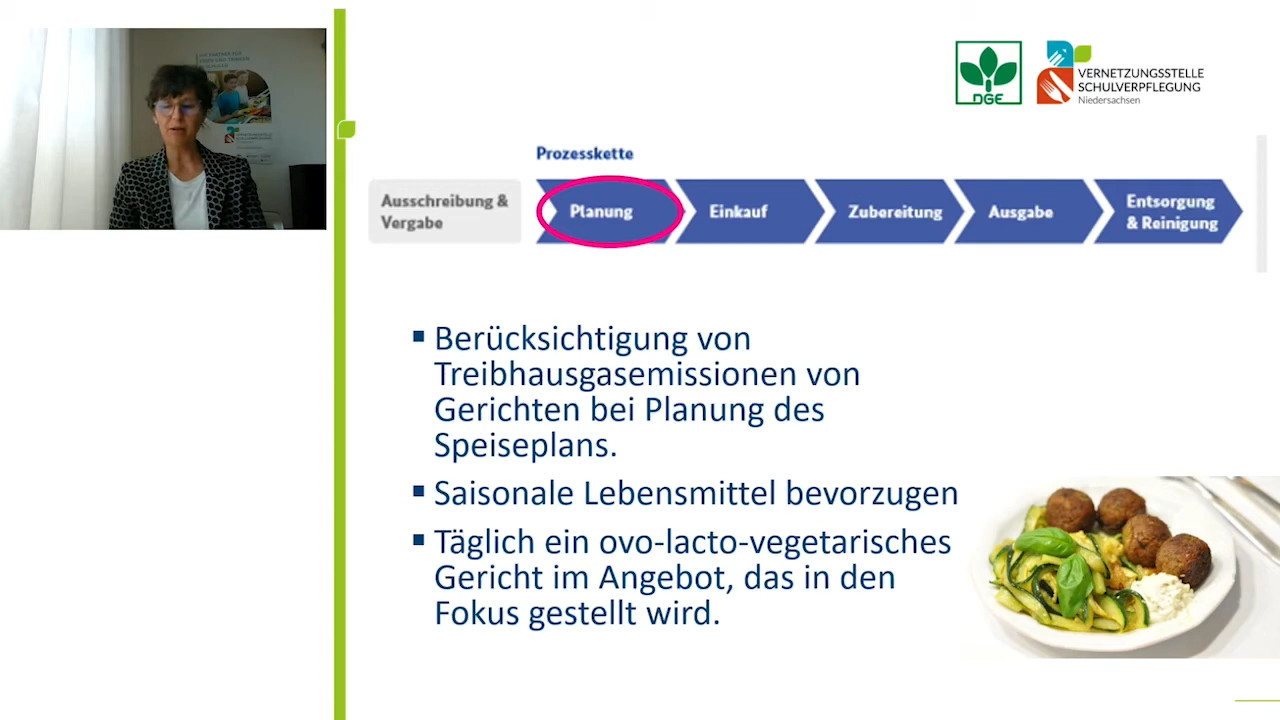 DGE
VERNETZUNGSSTELLE
SCHULVERPFLEGUNG
Niedersachsen
Prozesskette
Ausschreibung &
Vergabe
Planung
Einkauf
Zubereitung
Ausgabe
Entsorgung
& Reinigung
▪ Berücksichtigung von
Treibhausgasemissionen von
Gerichten bei Planung des
Speiseplans.
▪ Saisonale Lebensmittel bevorzugen
▪ Täglich ein ovo-lacto-vegetarisches
Gericht im Angebot, das in den
Fokus gestellt wird.